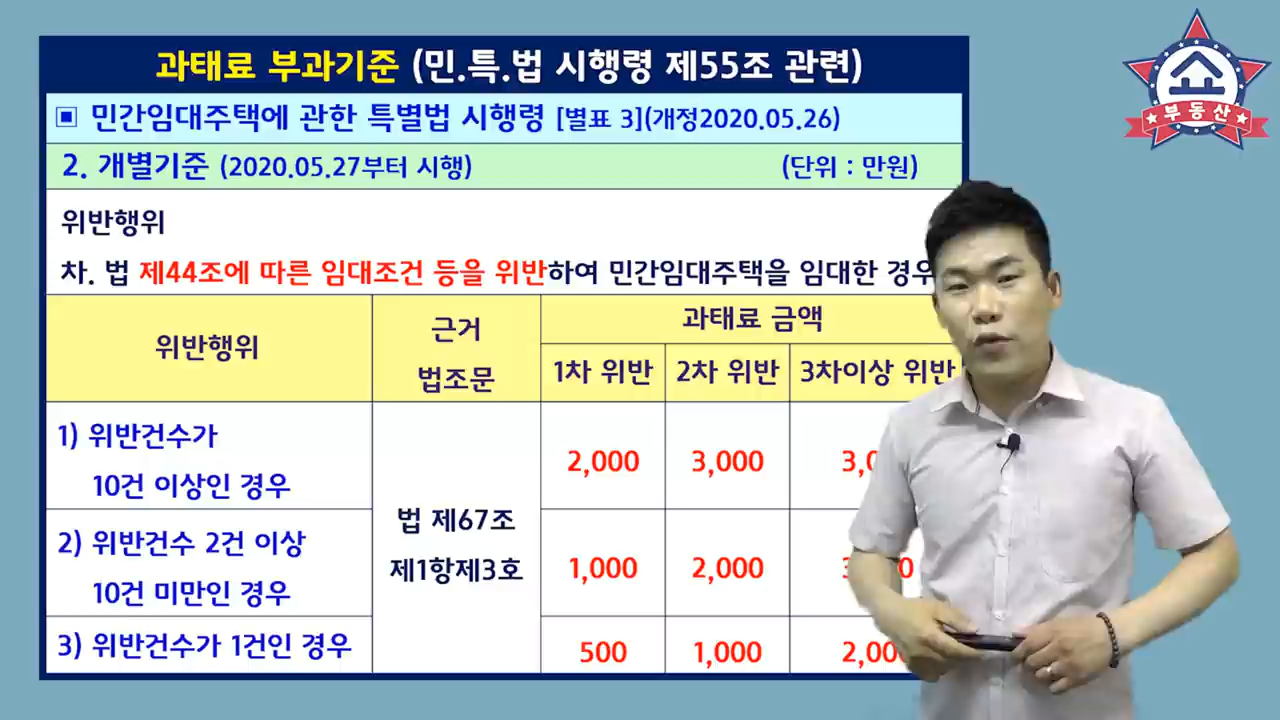 과태료 부과기준 (민.특.법 시행령 제55조 관련)
▣ 민간임대주택에 관한 특별법 시행령 [별표 3](개정2020.05.26)
2. 개별기준 (2020.05.27부터 시행) (단위 : 만원)
위반행위
차. 법 제44조에 따른 임대조건 등을 위반하여 민간임대주택을 임대한 경우
위반행위
근거
법조문
과태료 금액
1차 위반 2차 위반 3차이상 위반
1) 위반건수가
10건 이상인 경우
2,000 3,000
2) 위반건수 2건 이상
10건 미만인 경우
법 제67조
제1항제3호
1,000 2,000
3) 위반건수가 1건인 경우
500 1,000
부동산